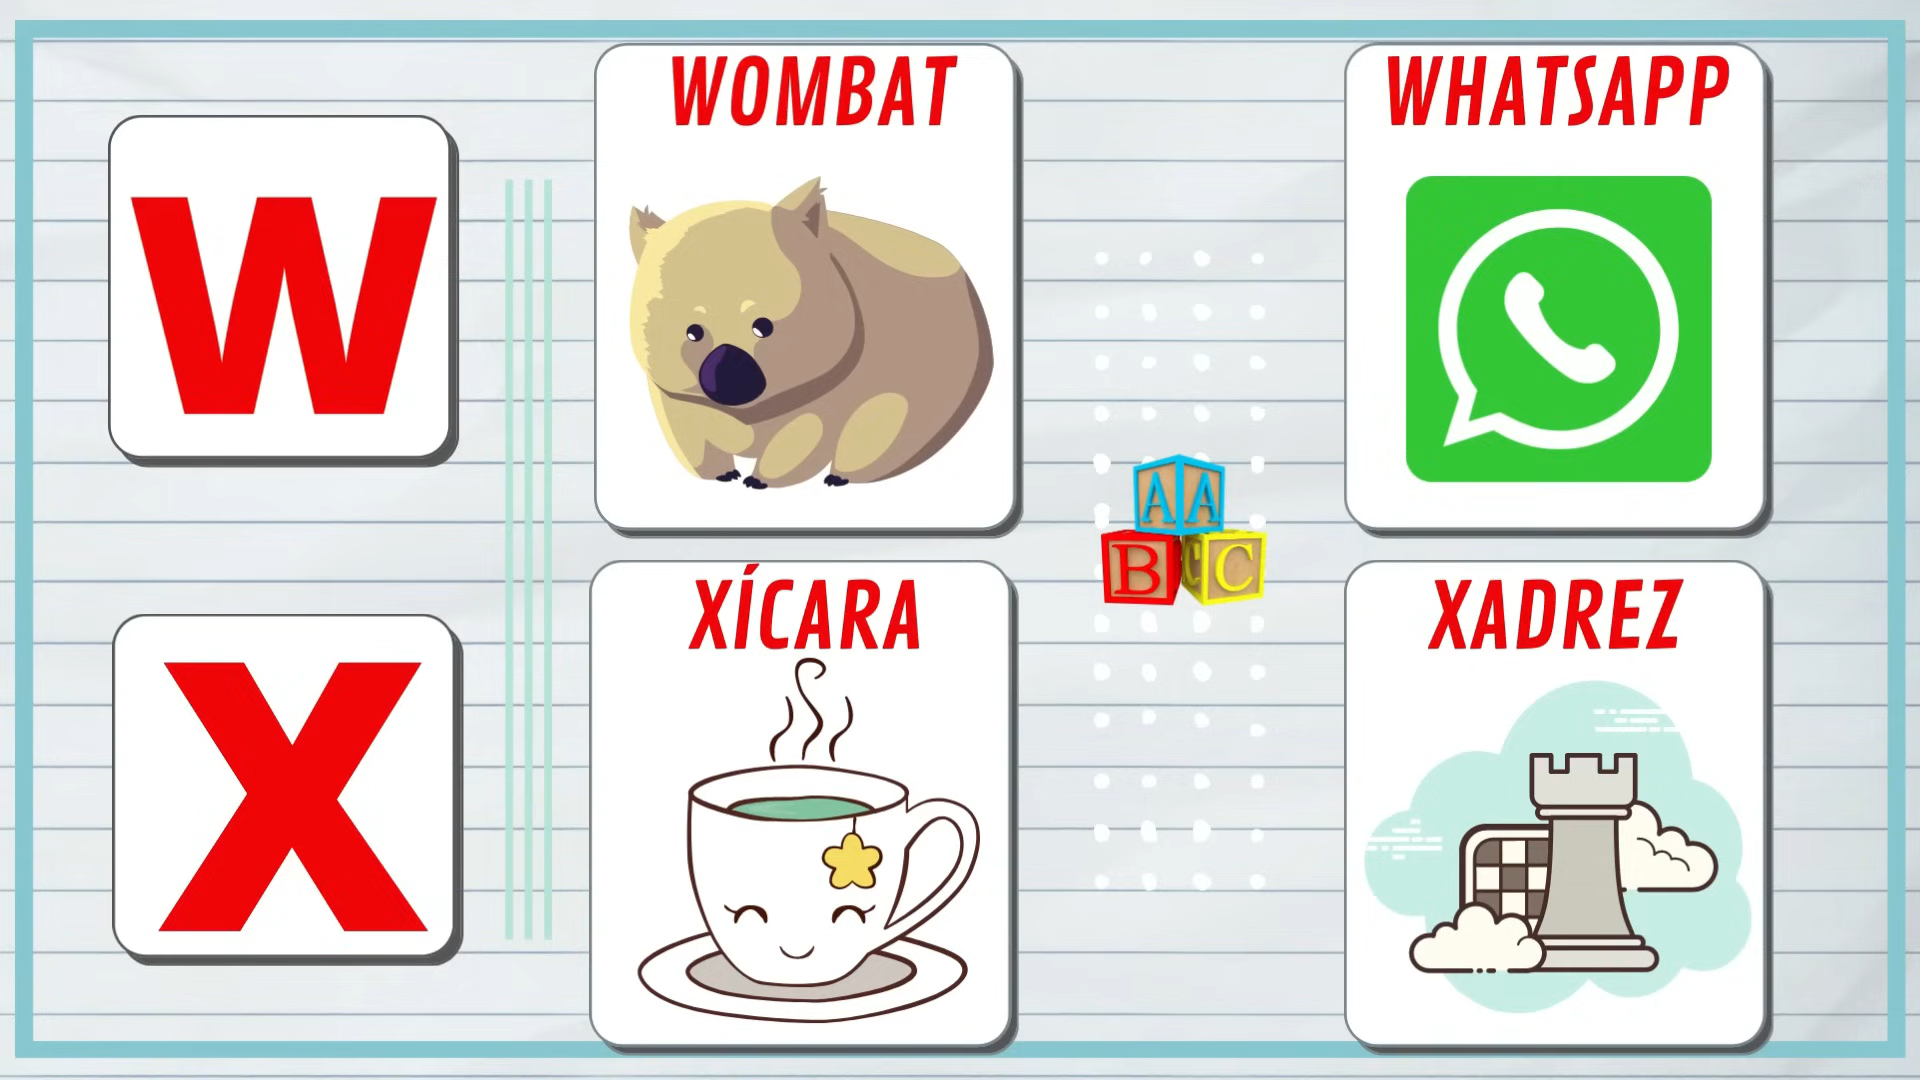 W
WOMBAT
WHATSAPP
A A
B C C
X
XÍCARA
XADREZ